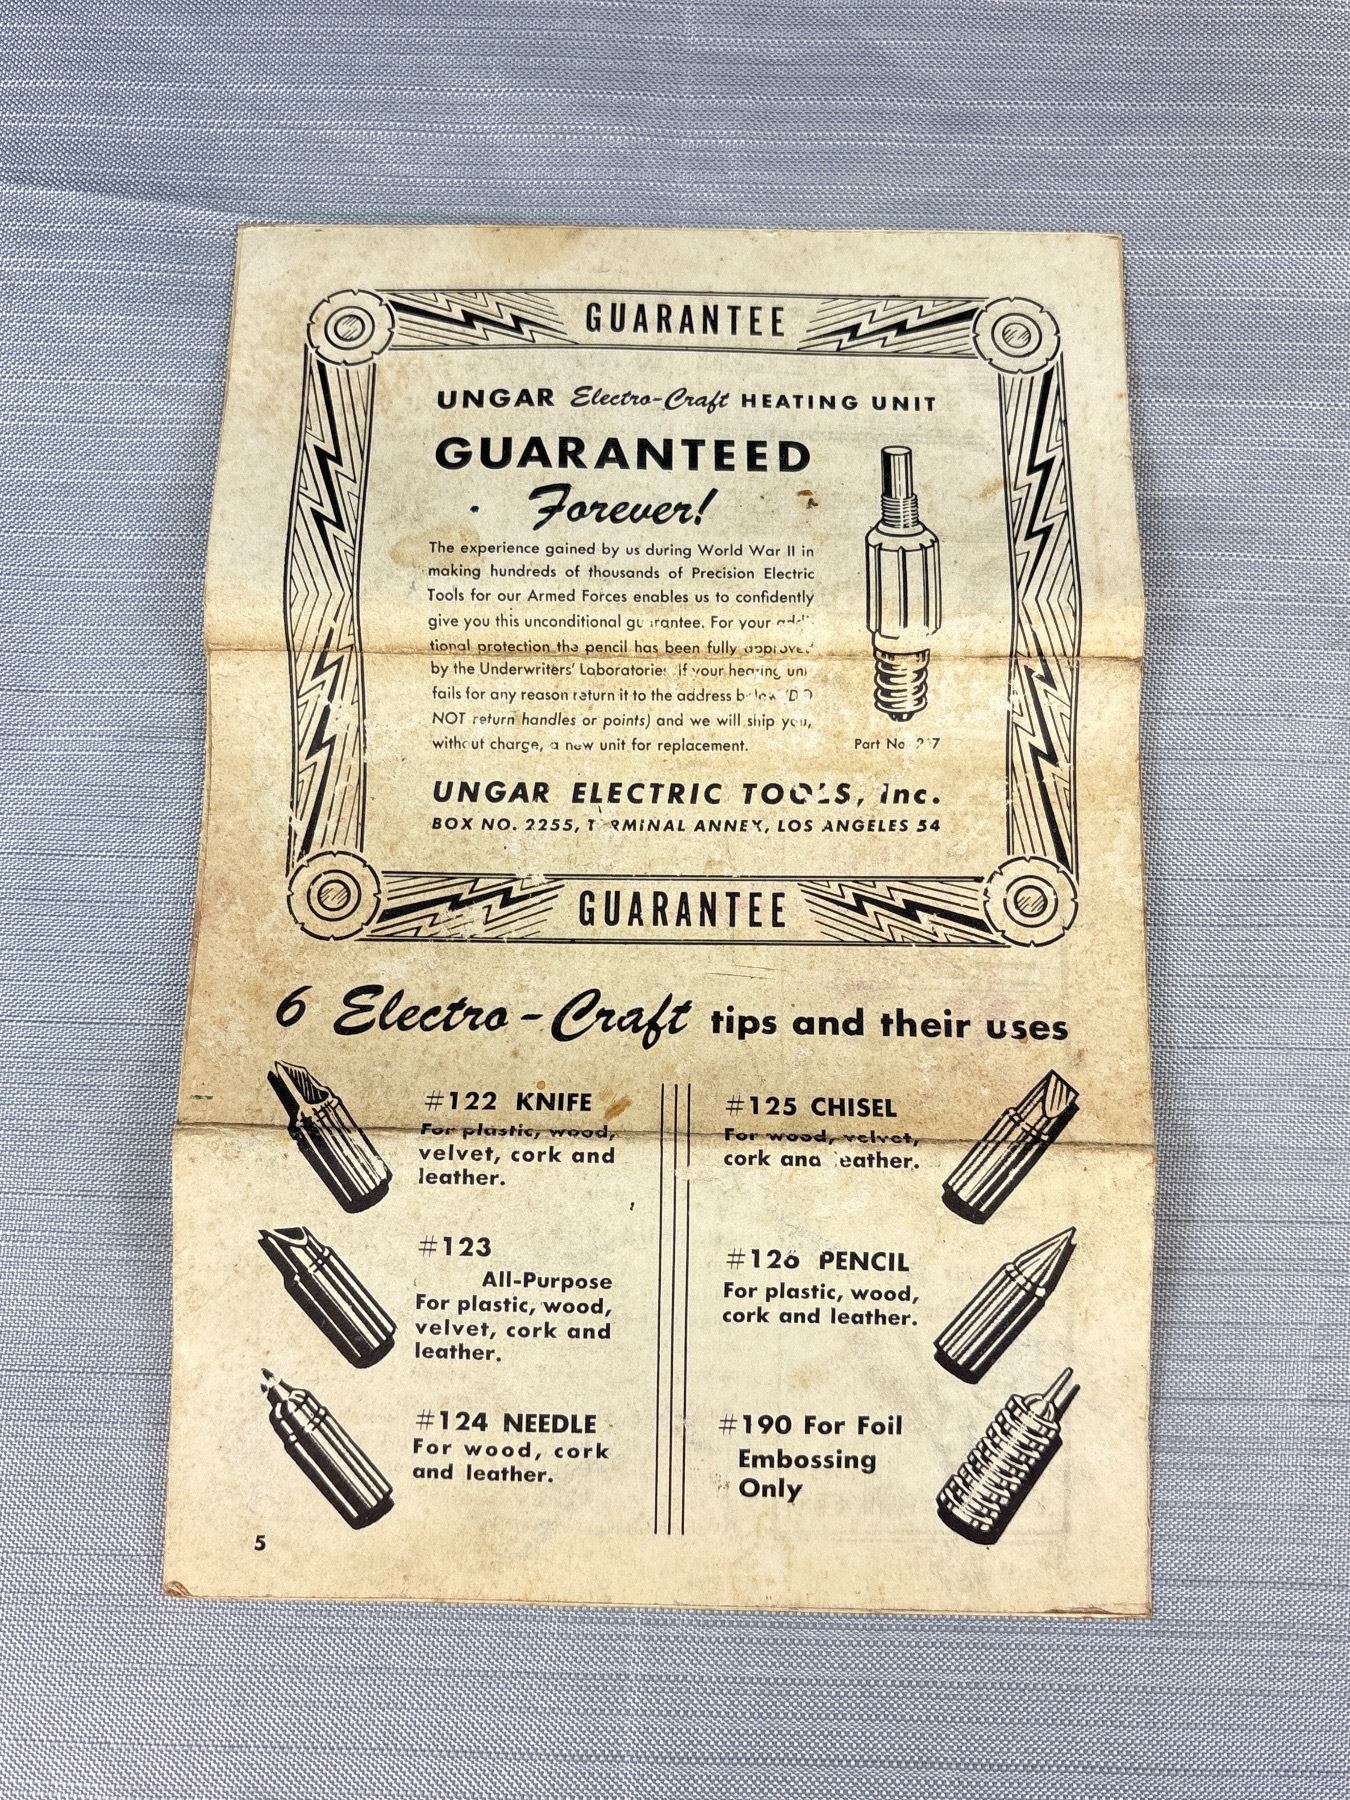 GUARANTEE
UNGAR Electro-Craft HEATING UNIT
GUARANTEED
Forever!
The experience gained by us during World War II in
making hundreds of thousands of Precision Electric
Tools for our Armed Forces enables us to confidently
give you this unconditional guarantee. For your addi-
tional protection the pencil has been fully approved
by the Underwriters' Laboratories. If your heating unit
fails for any reason return it to the address below (DO
NOT return handles or points) and we will ship you,
without charge, a new unit for replacement.
Part No.
UNGAR ELECTRIC TOOLS, Inc.
BOX NO. 2255, TERMINAL ANNEX, LOS ANGELES 54
GUARANTEE
6 Electro-Craft tips and their uses
#122 KNIFE
For plastic, wood,
velvet, cork and
leather.
#123
All-Purpose
For plastic, wood,
velvet, cork and
leather.
#124 NEEDLE
For wood, cork
and leather.
#125 CHISEL
For wood, velvet,
cork and leather.
#126 PENCIL
For plastic, wood,
cork and leather.
#190 For Foil
Embossing
Only
5